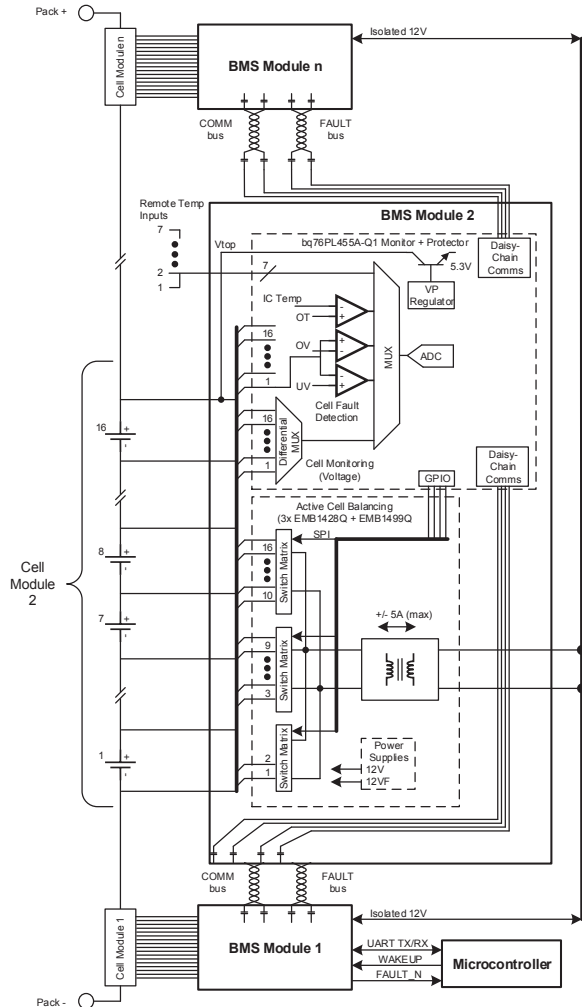 Pack +
Cell Module n
BMS Module n
Isolated 12V
COMM
bus
FAULT
bus
Remote Temp
Inputs
7
2
1
BMS Module 2
Vtop
bq76PL455A-Q1 Monitor + Protector
7
5.3V
VP
Regulator
Daisy-
Chain
Comms
IC Temp
OT
-
+
16
OV
+
-
1
UV
-
+
MUX
ADC
Cell Fault
Detection
16
1
Differential
MUX
Cell Monitoring
(Voltage)
Daisy-
Chain
Comms
GPIO
Cell
Module
2
16
+
-
8
+
-
7
+
-
1
+
-
Active Cell Balancing
(3x EMB1428Q + EMB1499Q
SPI
16
10
Switch Matrix
9
3
Switch Matrix
2
1
Switch Matrix
+/- 5A (max)
Power
Supplies
12V
12VF
COMM
bus
FAULT
bus
Cell Module 1
BMS Module 1
Isolated 12V
UART TX/RX
WAKEUP
FAULT_N
Microcontroller
Pack -